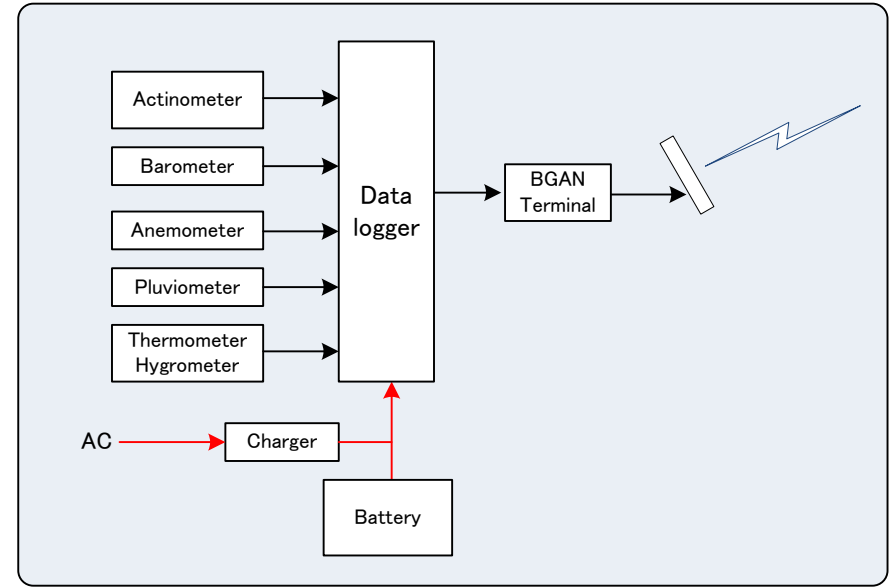 Actinometer
Barometer
Anemometer
Pluviometer
Thermometer
Hygrometer
Data
logger
BGAN
Terminal
AC
Charger
Battery